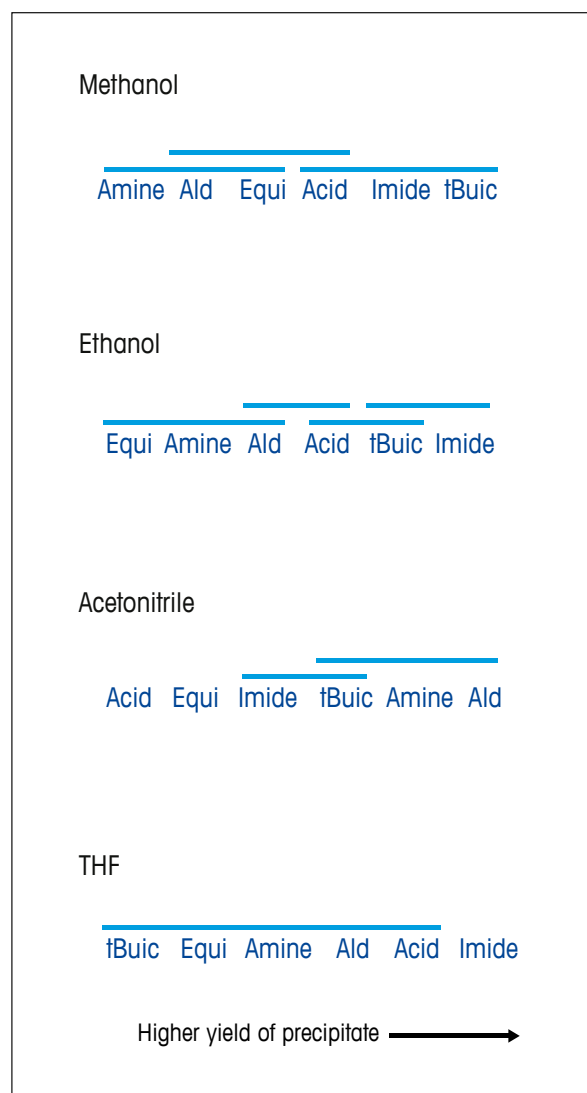 Methanol
Amine Ald Equi Acid Imide tBuic
Ethanol
Equi Amine Ald Acid tBuic Imide
Acetonitrile
Acid Equi Imide tBuic Amine Ald
THF
tBuic Equi Amine Ald Acid Imide
Higher yield of precipitate